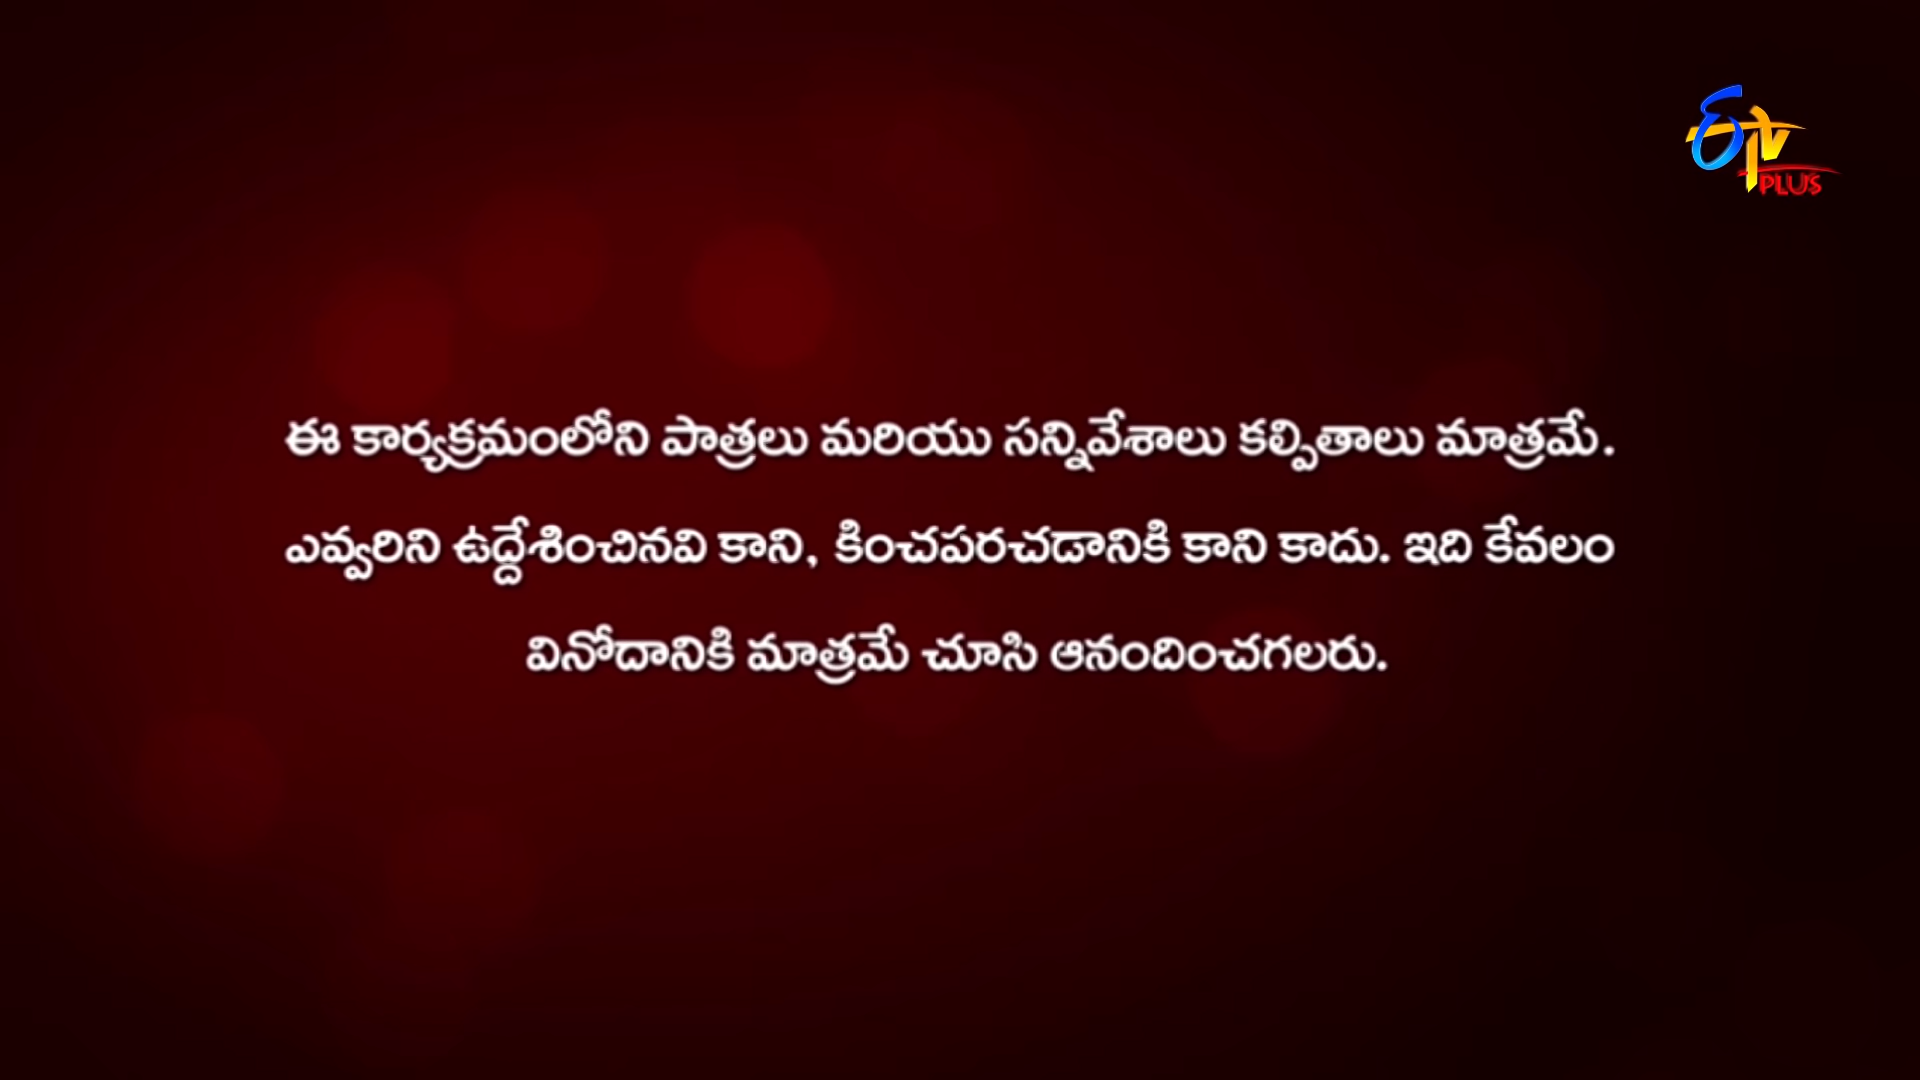 ETV
PLUS
ఈ కార్యక్రమంలోని పాత్రలు మరియు సన్నివేశాలు కల్పితాలు మాత్రమే.
ఎవ్వరిని ఉద్దేశించినవి కాని, కించపరచడానికి కాని కాదు. ఇది కేవలం
వినోదానికి మాత్రమే చూసి ఆనందించగలరు.